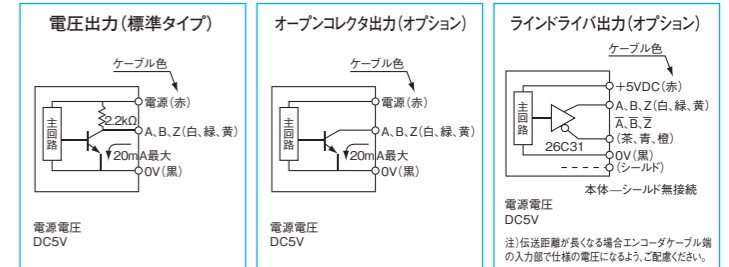 電圧出力(標準タイプ)
ケーブル色
主回路
電源(赤)
2.2kΩ
A、B、Z(白、緑、黄)
20mA最大
0V(黒)
電源電圧
DC5V
オープンコレクタ出力(オプション)
ケーブル色
主回路
電源(赤)
A、B、Z(白、緑、黄)
20mA最大
0V(黒)
電源電圧
DC5V
ラインドライバ出力(オプション)
ケーブル色
主回路
+5VDC(赤)
A、B、Z(白、緑、黄)
A̅、B̅、Z̅
(茶、青、橙)
26C31
0V(黒)
(シールド)
本体―シールド無接続
電源電圧
DC5V
注)伝送距離が長くなる場合エンコーダケーブル端
の入力部で仕様の電圧になるよう、ご配慮ください。